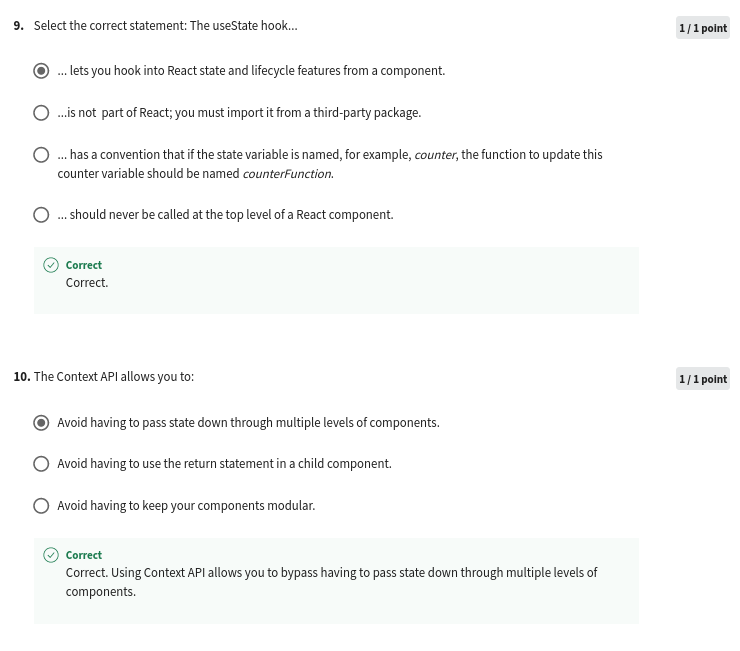 9. Select the correct statement: The useState hook...
1 / 1 point
... lets you hook into React state and lifecycle features from a component.
...is not  part of React; you must import it from a third-party package.
... has a convention that if the state variable is named, for example, counter, the function to update this
counter variable should be named counterFunction.
... should never be called at the top level of a React component.
Correct
Correct.
10. The Context API allows you to:
1 / 1 point
Avoid having to pass state down through multiple levels of components.
Avoid having to use the return statement in a child component.
Avoid having to keep your components modular.
Correct
Correct. Using Context API allows you to bypass having to pass state down through multiple levels of
components.